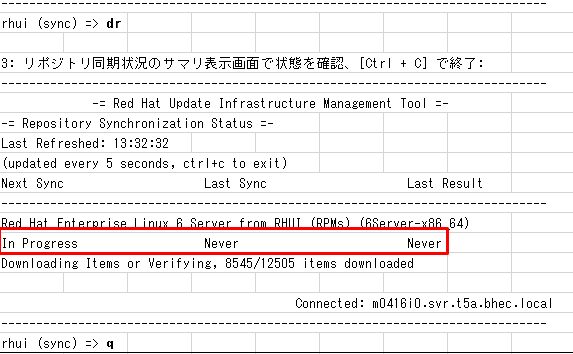 --------------------------------------------------------------------------------
rhui (sync) => dr
3: リポジトリ同期状況のサマリ表示画面で状態を確認、[Ctrl + C] で終了:
--------------------------------------------------------------------------------
-= Red Hat Update Infrastructure Management Tool =-
-= Repository Synchronization Status =-
Last Refreshed: 13:32:32
(updated every 5 seconds, ctrl+c to exit)
Next Sync Last Sync Last Result
--------------------------------------------------------------------------------
Red Hat Enterprise Linux 6 Server from RHUI (RPMs) (6Server-x86_64)
In Progress Never Never
Downloading Items or Verifying, 8545/12505 items downloaded
Connected: m0416i0.svr.t5a.bhec.local
--------------------------------------------------------------------------------
rhui (sync) => q